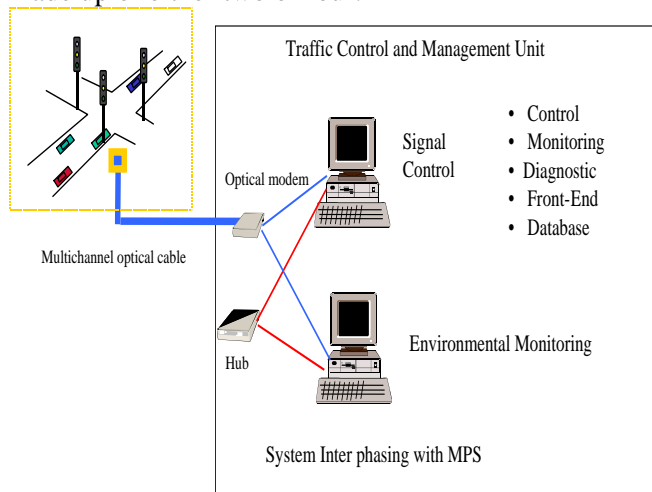 Traffic Control and Management Unit
Signal
Control
• Control
• Monitoring
• Diagnostic
• Front-End
• Database
Optical modem
Multichannel optical cable
Hub
Environmental Monitoring
System Inter phasing with MPS